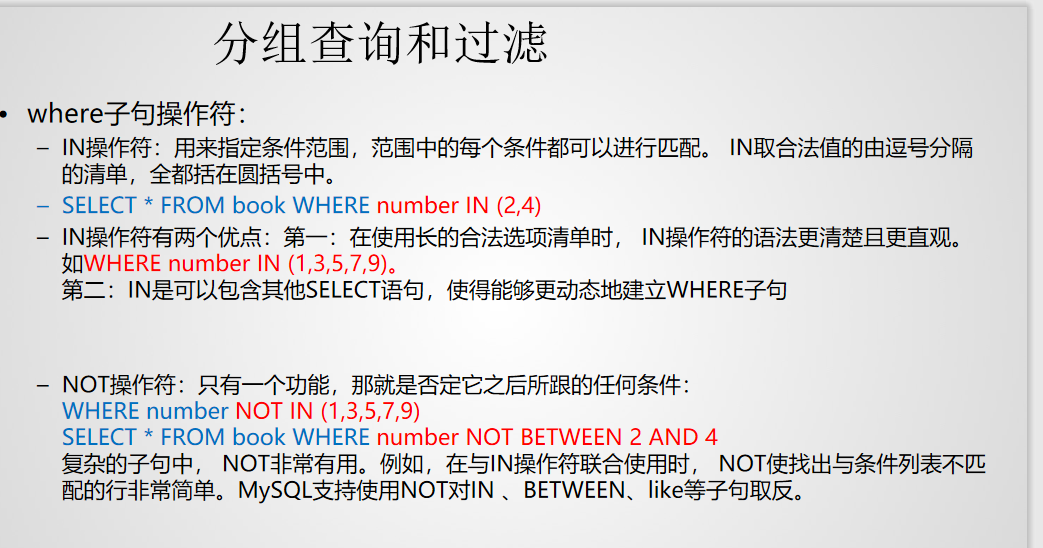 分组查询和过滤
• where子句操作符：
– IN操作符：用来指定条件范围，范围中的每个条件都可以进行匹配。 IN取合法值的由逗号分隔
的清单，全都括在圆括号中。
– SELECT * FROM book WHERE number IN (2,4)
– IN操作符有两个优点：第一：在使用长的合法选项清单时， IN操作符的语法更清楚且更直观。
如WHERE number IN (1,3,5,7,9)。
第二：IN是可以包含其他SELECT语句，使得能够更动态地建立WHERE子句
– NOT操作符：只有一个功能，那就是否定它之后所跟的任何条件：
WHERE number NOT IN (1,3,5,7,9)
SELECT * FROM book WHERE number NOT BETWEEN 2 AND 4
复杂的子句中， NOT非常有用。例如，在与IN操作符联合使用时， NOT使找出与条件列表不匹
配的行非常简单。MySQL支持使用NOT对IN 、BETWEEN、like等子句取反。